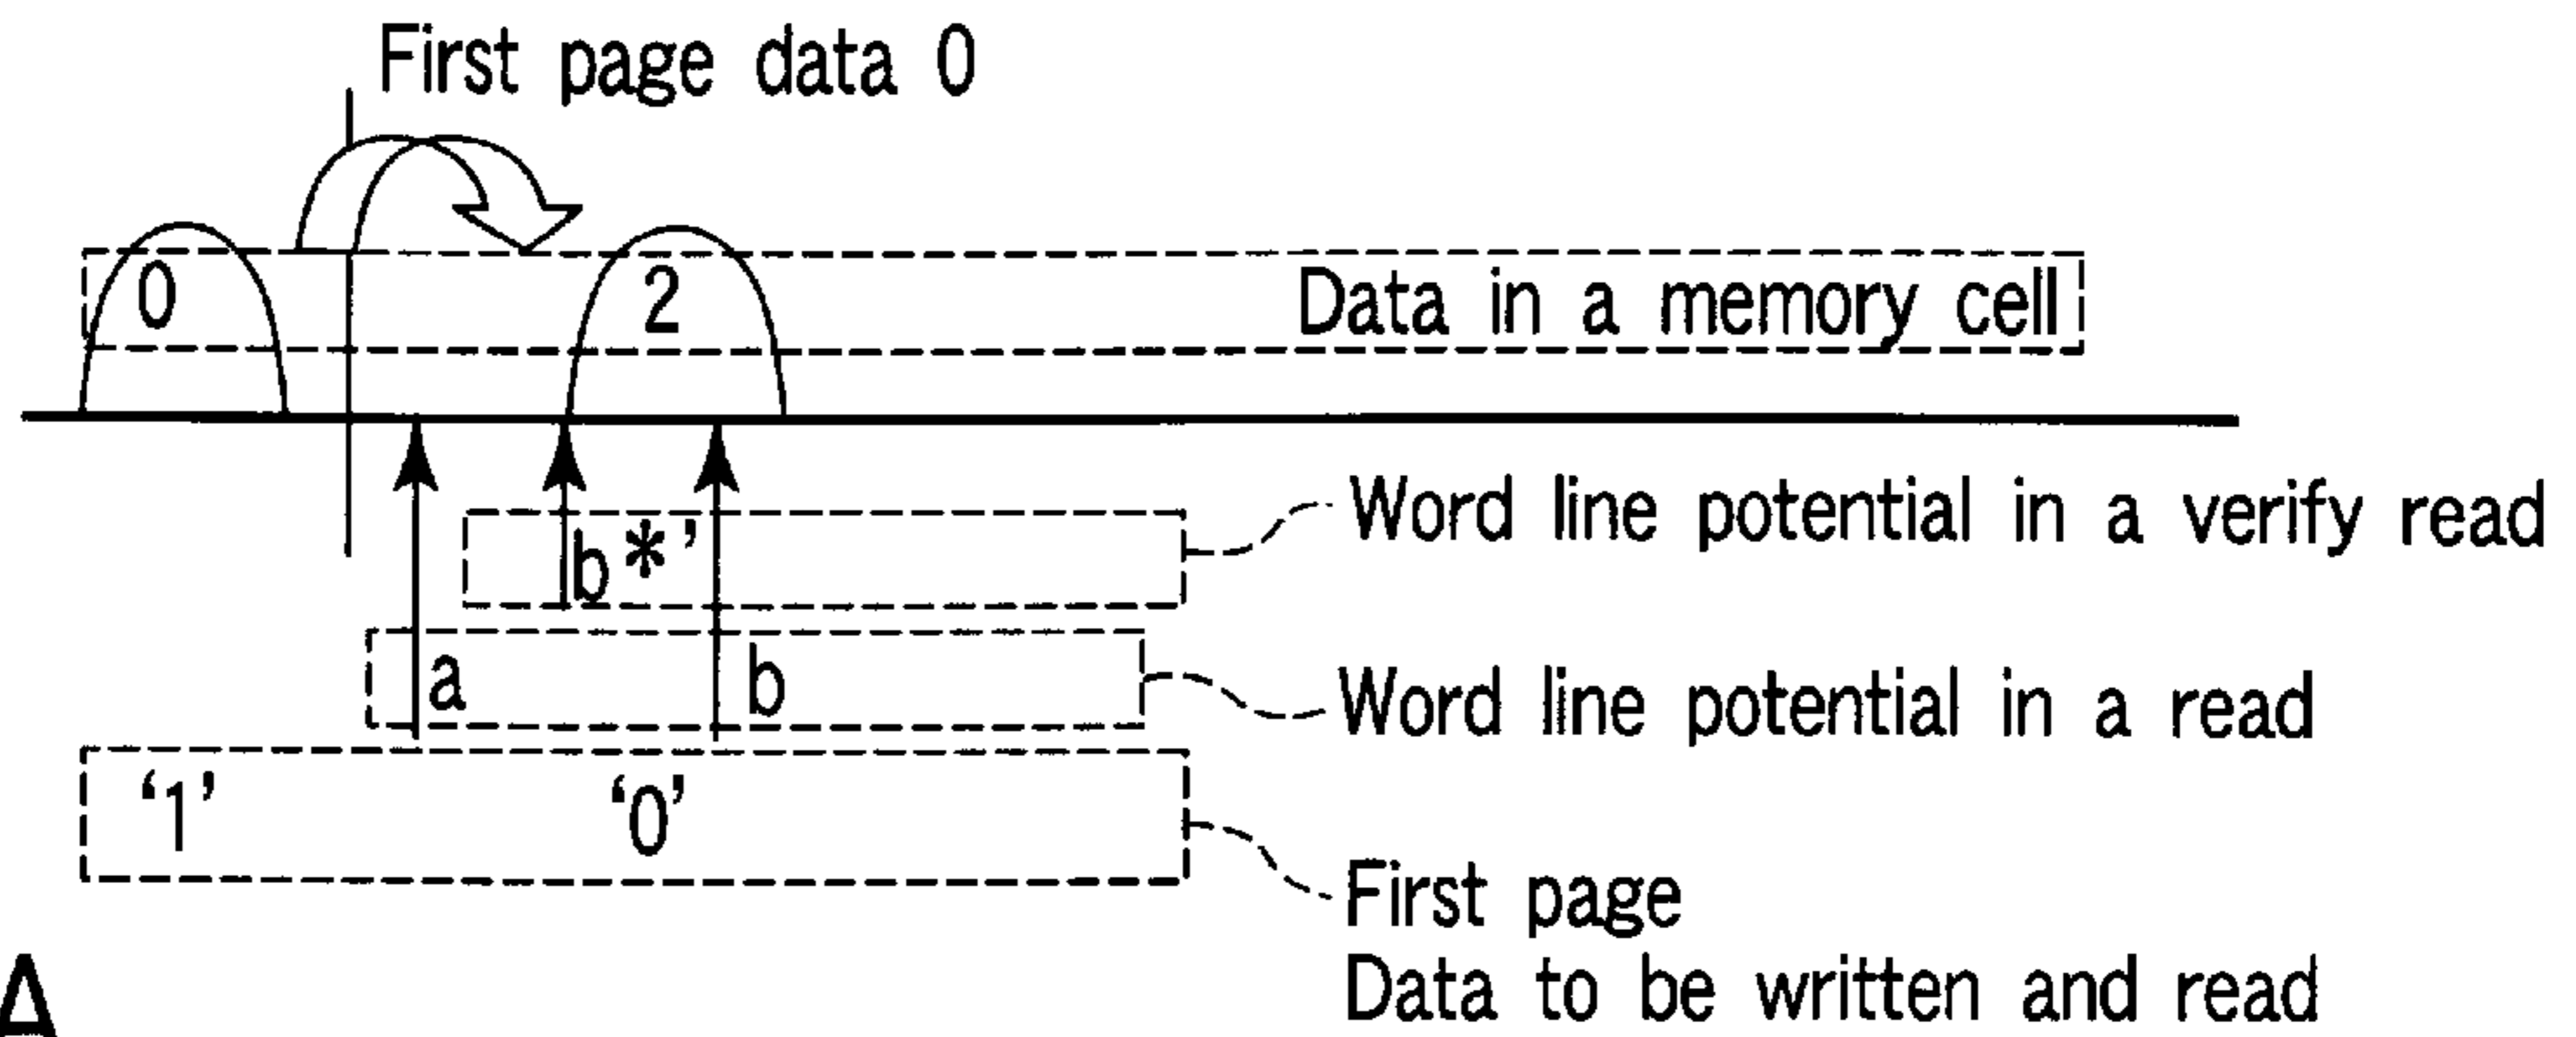 First page data 0
0 2 Data in a memory cell
b*' Word line potential in a verify read
a b Word line potential in a read
‘1’ ‘0’
First page
Data to be written and read
A